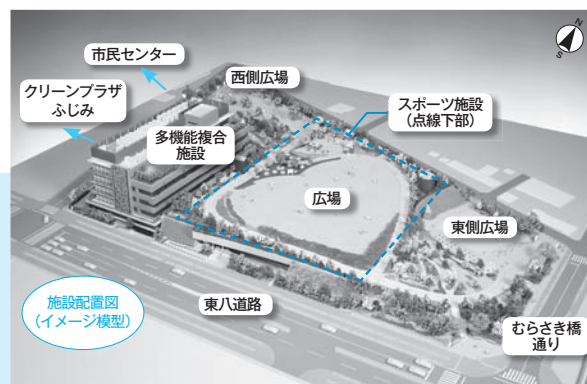 市民センター
クリーンプラザ
ふじみ
西側広場
多機能複合
施設
スポーツ施設
(点線下部)
広場
東側広場
東八道路
むらさき橋
通り
施設配置図
(イメージ模型)
N
S